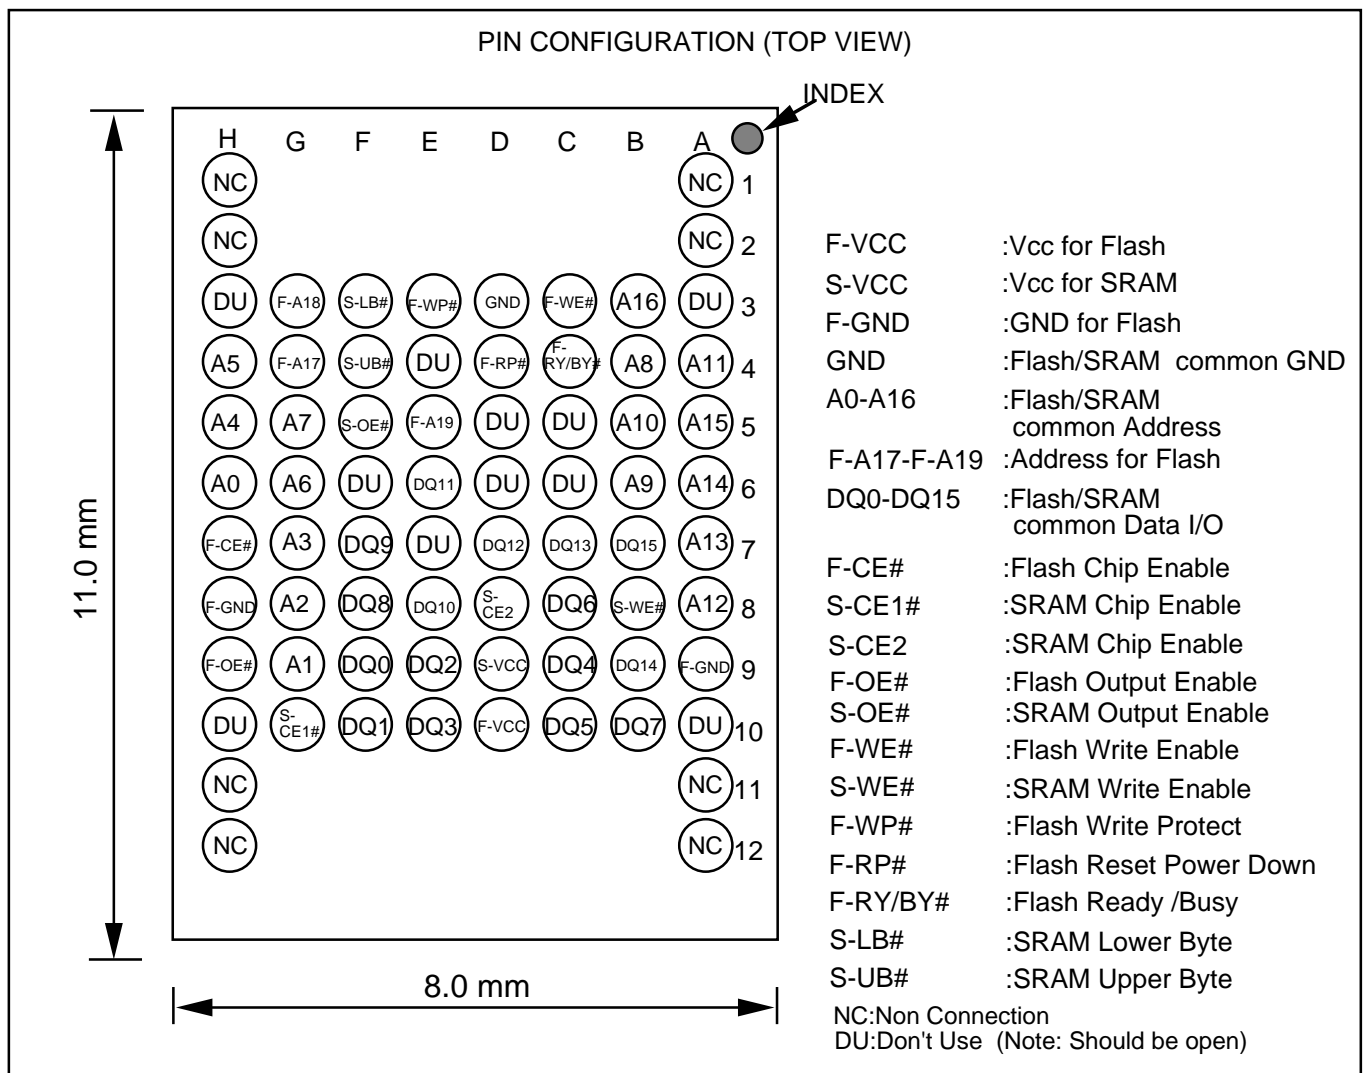 PIN CONFIGURATION (TOP VIEW)
INDEX
H G F E D C B A
NC NC 1
NC NC 2
DU F-A18 S-LB# F-WP# GND F-WE# A16 DU 3
A5 F-A17 S-UB# DU F-RP# F-RY/BY# A8 A11 4
A4 A7 S-OE# F-A19 DU DU A10 A15 5
A0 A6 DU DQ11 DU DU A9 A14 6
F-CE# A3 DQ9 DU DQ12 DQ13 DQ15 A13 7
F-GND A2 DQ8 DQ10 S-CE2 DQ6 S-WE# A12 8
F-OE# A1 DQ0 DQ2 S-VCC DQ4 DQ14 F-GND 9
DU S-CE1# DQ1 DQ3 F-VCC DQ5 DQ7 DU 10
NC NC 11
NC NC 12
11.0 mm
8.0 mm
F-VCC :Vcc for Flash
S-VCC :Vcc for SRAM
F-GND :GND for Flash
GND :Flash/SRAM common GND
A0-A16 :Flash/SRAM
common Address
F-A17-F-A19 :Address for Flash
DQ0-DQ15 :Flash/SRAM
common Data I/O
F-CE# :Flash Chip Enable
S-CE1# :SRAM Chip Enable
S-CE2 :SRAM Chip Enable
F-OE# :Flash Output Enable
S-OE# :SRAM Output Enable
F-WE# :Flash Write Enable
S-WE# :SRAM Write Enable
F-WP# :Flash Write Protect
F-RP# :Flash Reset Power Down
F-RY/BY# :Flash Ready /Busy
S-LB# :SRAM Lower Byte
S-UB# :SRAM Upper Byte
NC:Non Connection
DU:Don't Use (Note: Should be open)